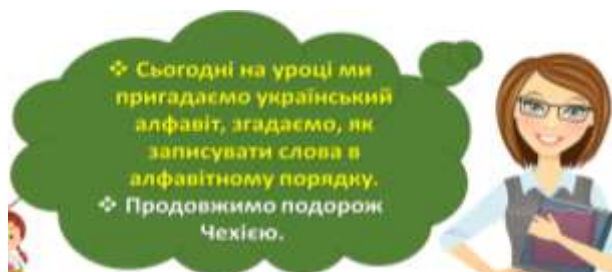 ❖ Сьогодні на уроці ми
пригадаємо український
алфавіт, згадаємо, як
записувати слова в
алфавітному порядку.
❖ Продовжимо подорож
Чехією.